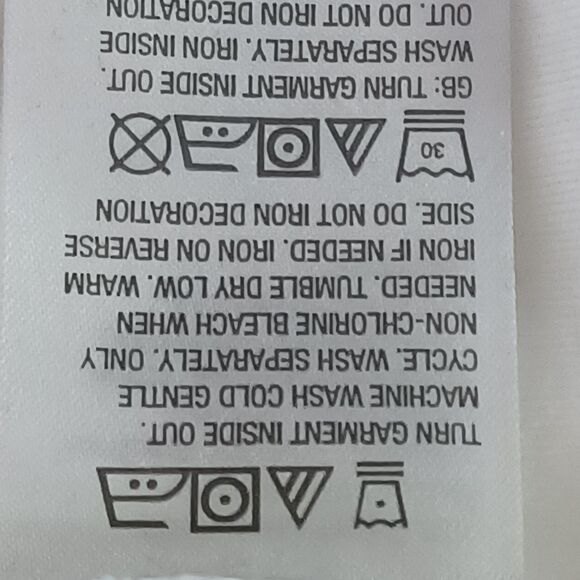 TURN GARMENT INSIDE OUT.
MACHINE WASH COLD GENTLE
CYCLE. WASH SEPARATELY. ONLY
NON-CHLORINE BLEACH WHEN
NEEDED. TUMBLE DRY LOW. WARM
IRON IF NEEDED. IRON ON REVERSE
SIDE. DO NOT IRON DECORATION
30
GB: TURN GARMENT INSIDE OUT.
WASH SEPARATELY. IRON INSIDE
OUT. DO NOT IRON DECORATION